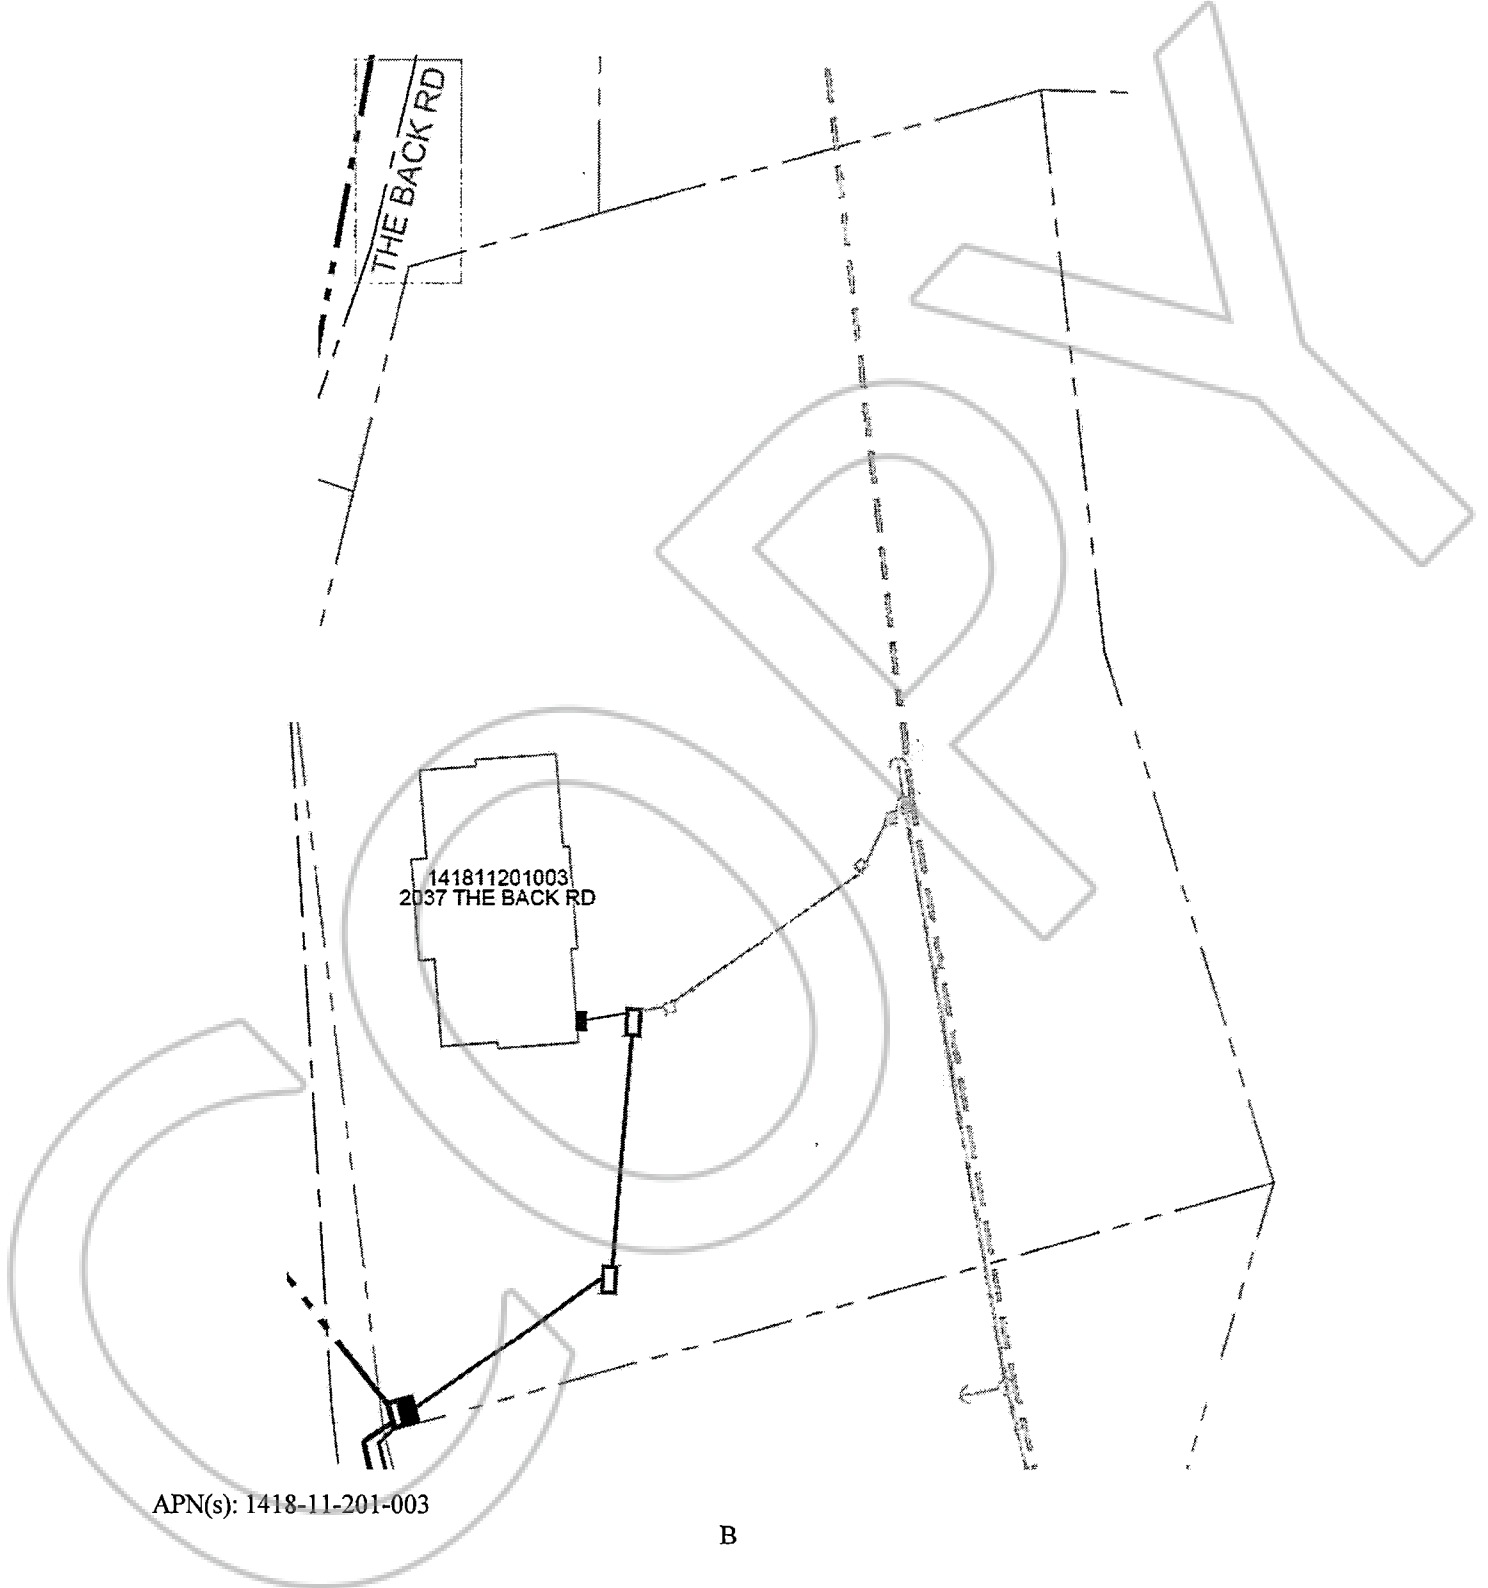 THE BACK RD
COPY
141811201003
2037 THE BACK RD
APN(s): 1418-11-201-003
B